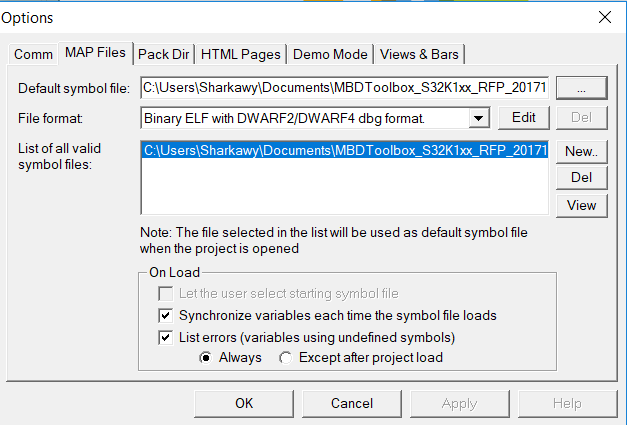 Options
Comm MAP Files Pack Dir HTML Pages Demo Mode Views & Bars
Default symbol file: C:\Users\Sharkawy\Documents\MBDToolbox_S32K1xx_RFP_20171 ...
File format: Binary ELF with DWARF2/DWARF4 dbg format. Edit Del
List of all valid symbol files: C:\Users\Sharkawy\Documents\MBDToolbox_S32K1xx_RFP_20171 New..
Del
View
Note: The file selected in the list will be used as default symbol file
when the project is opened
On Load
Let the user select starting symbol file
Synchronize variables each time the symbol file loads
List errors (variables using undefined symbols)
Always Except after project load
OK Cancel Apply Help